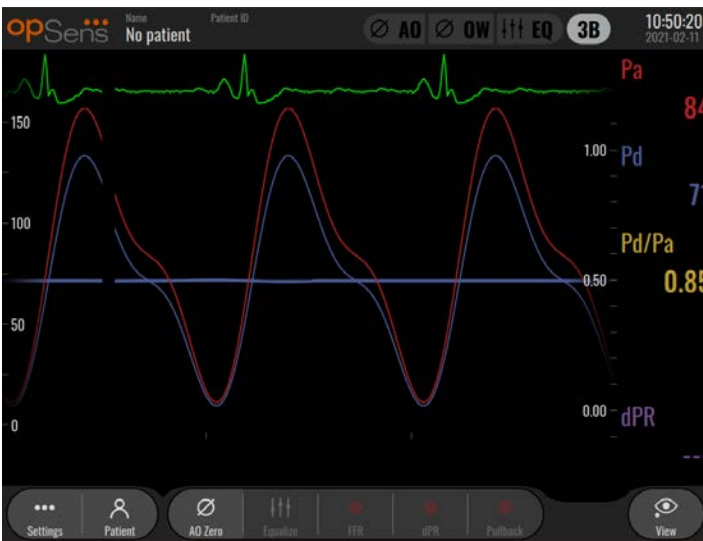 opSens
Name
No patient
Patient ID
Ø AO
Ø OW
EQ
3B
10:50:20
2021-02-11
150
100
50
0
1.00
0.50
0.00
Pa
84
Pd
Pd/Pa
0.85
dPR
--
Settings
Patient
AO Zero
Equalize
FFR
dPR
Pullback
View